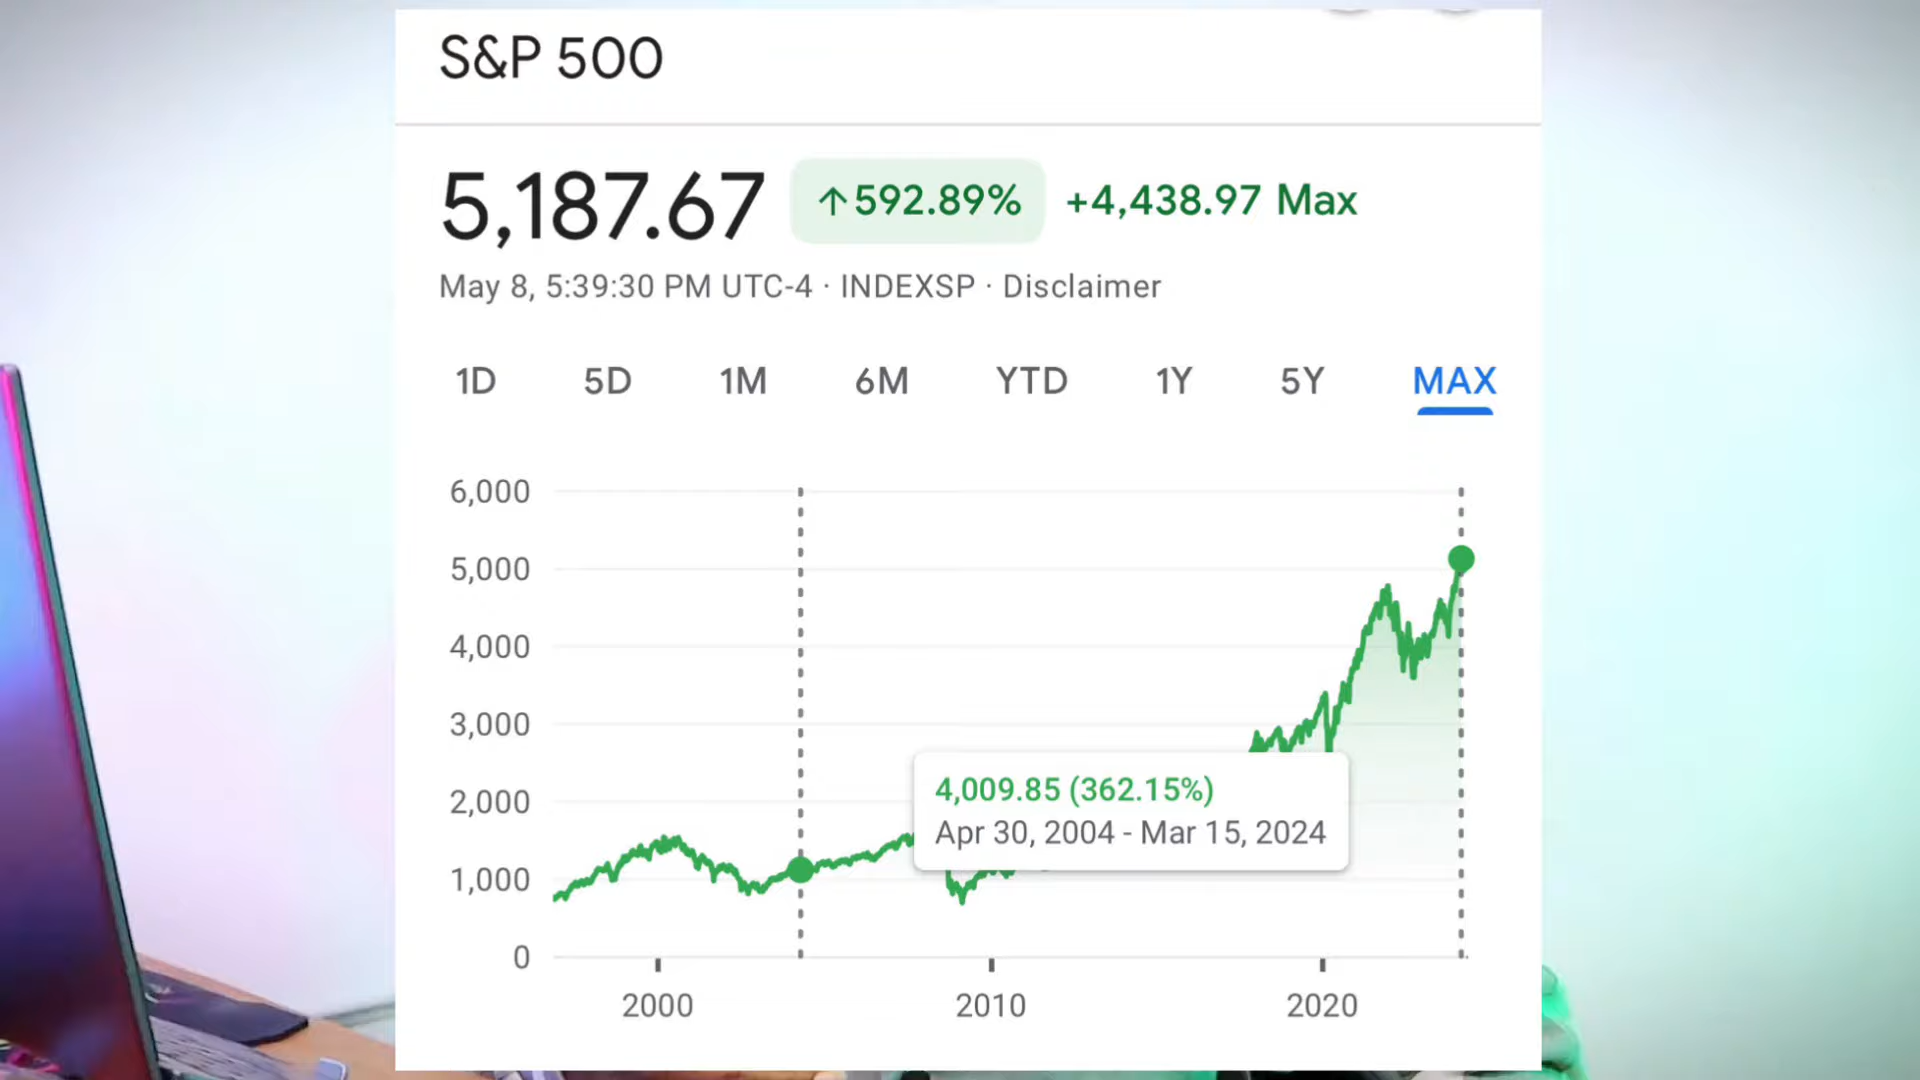 S&P 500
5,187.67 ↑592.89% +4,438.97 Max
May 8, 5:39:30 PM UTC-4 · INDEXSP · Disclaimer
1D 5D 1M 6M YTD 1Y 5Y MAX
6,000
5,000
4,000
3,000
2,000
1,000
0
4,009.85 (362.15%)
Apr 30, 2004 - Mar 15, 2024
2000 2010 2020